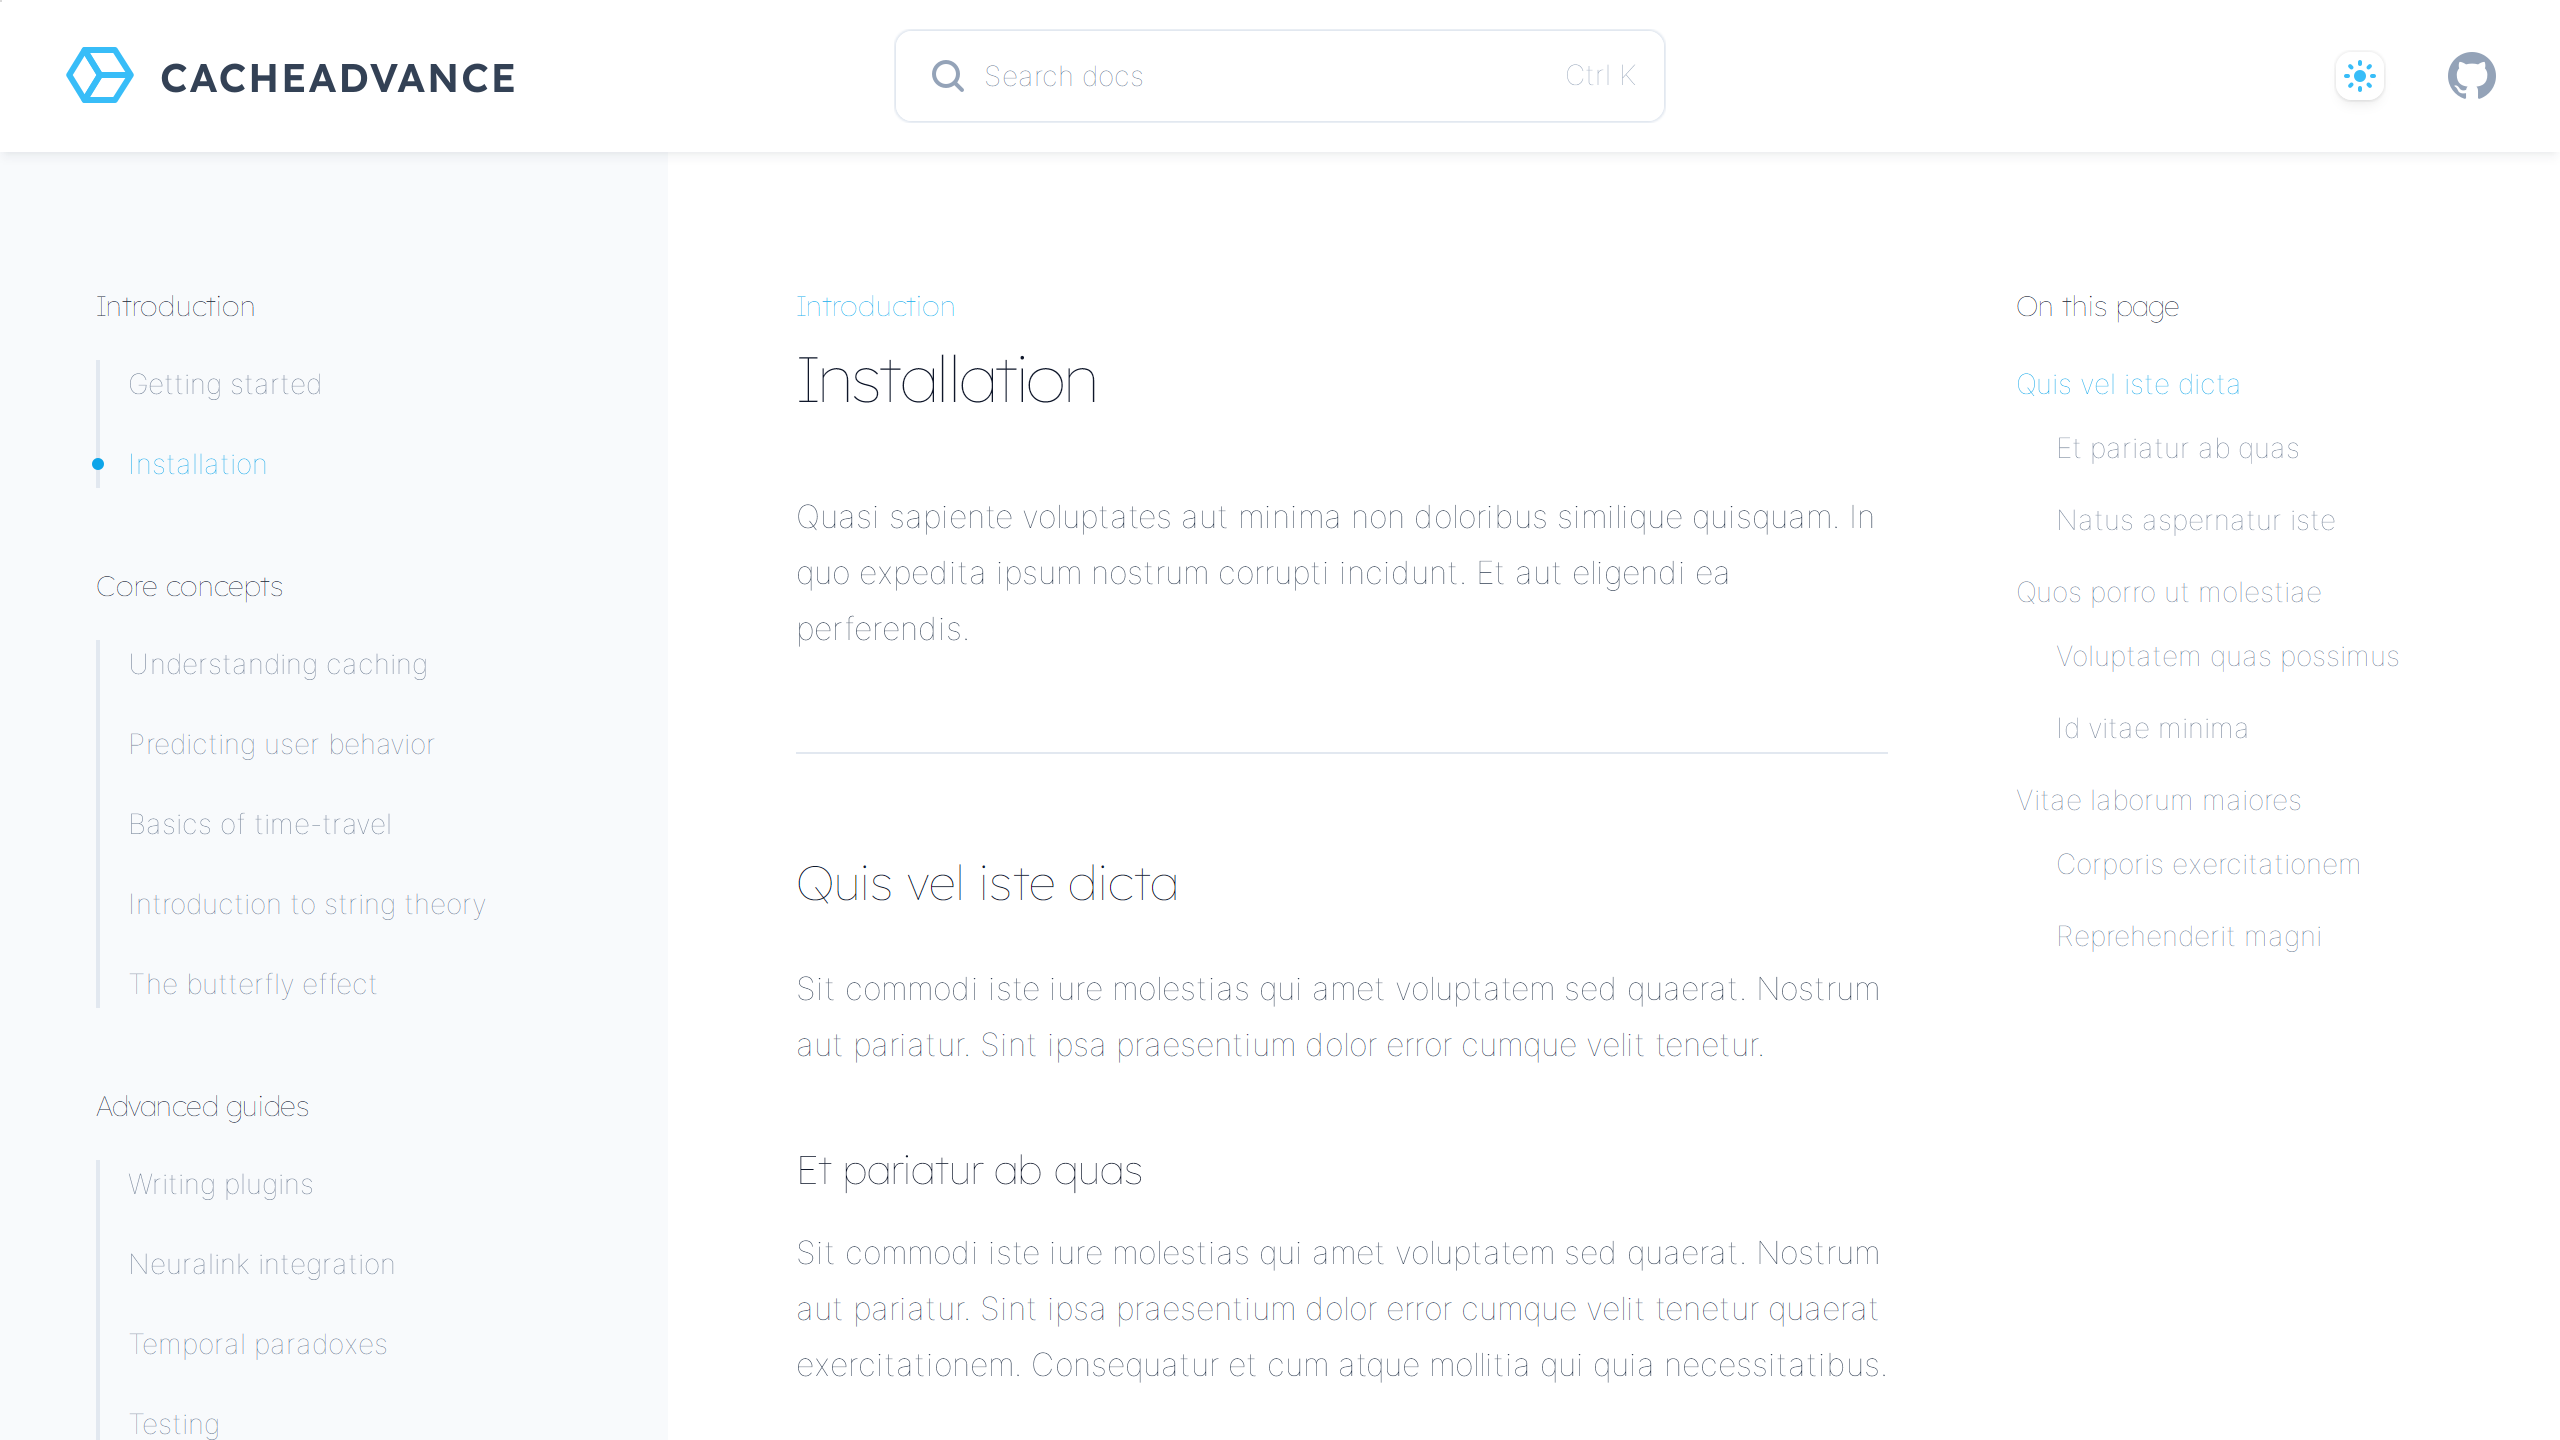 CACHEADVANCE
Search docs
Ctrl K
Introduction
Getting started
Installation
Core concepts
Understanding caching
Predicting user behavior
Basics of time-travel
Introduction to string theory
The butterfly effect
Advanced guides
Writing plugins
Neuralink integration
Temporal paradoxes
Testing
Introduction
Installation
Quasi sapiente voluptates aut minima non doloribus similique quisquam. In
quo expedita ipsum nostrum corrupti incidunt. Et aut eligendi ea
perferendis.
Quis vel iste dicta
Sit commodi iste iure molestias qui amet voluptatem sed quaerat. Nostrum
aut pariatur. Sint ipsa praesentium dolor error cumque velit tenetur.
Et pariatur ab quas
Sit commodi iste iure molestias qui amet voluptatem sed quaerat. Nostrum
aut pariatur. Sint ipsa praesentium dolor error cumque velit tenetur quaerat
exercitationem. Consequatur et cum atque mollitia qui quia necessitatibus.
On this page
Quis vel iste dicta
Et pariatur ab quas
Natus aspernatur iste
Quos porro ut molestiae
Voluptatem quas possimus
Id vitae minima
Vitae laborum maiores
Corporis exercitationem
Reprehenderit magni